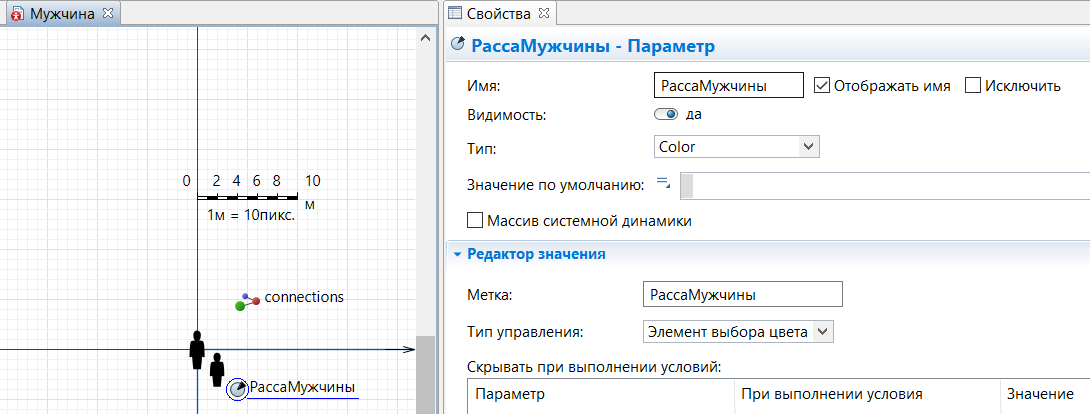 Мужчина
0 2 4 6 8 10
м
1м = 10пикс.
connections
РассаМужчины
Свойства
РассаМужчины - Параметр
Имя: РассаМужчины Отображать имя Исключить
Видимость: да
Тип: Color
Значение по умолчанию:
Массив системной динамики
Редактор значения
Метка: РассаМужчины
Тип управления: Элемент выбора цвета
Скрывать при выполнении условий:
Параметр При выполнении условия Значение